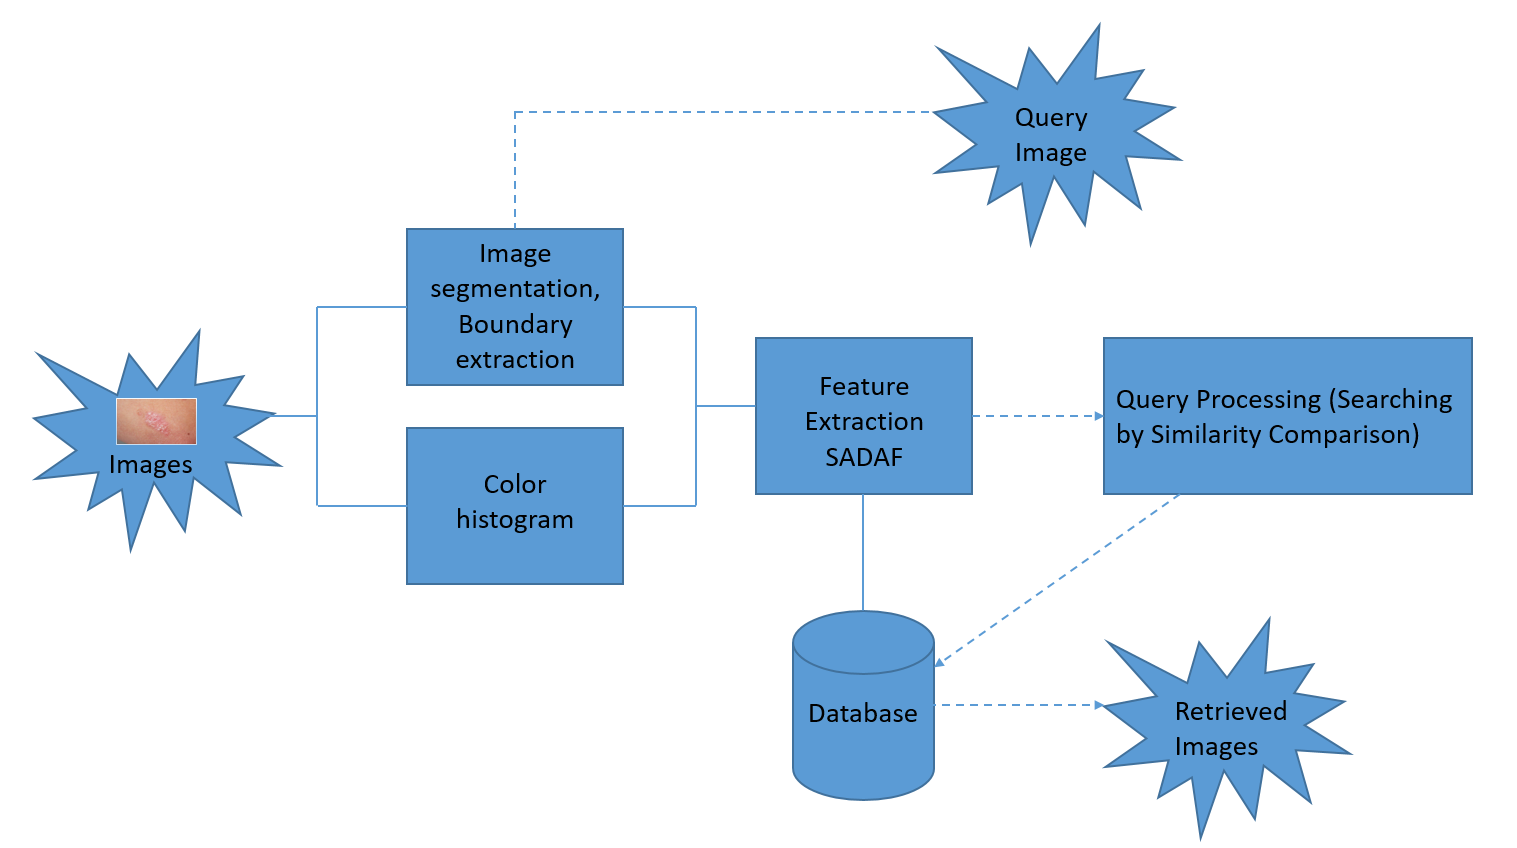 Query
Image
Image
segmentation,
Boundary
extraction
Images
Color
histogram
Feature
Extraction
SADAF
Query Processing (Searching
by Similarity Comparison)
Database
Retrieved
Images